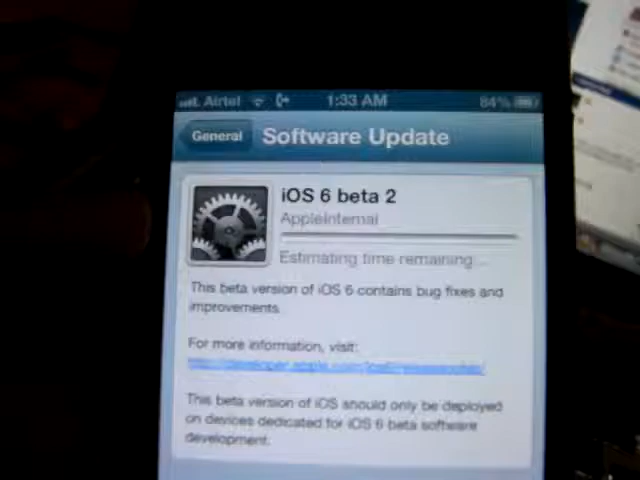 Airtel 1:33 AM 84%
General Software Update
iOS 6 beta 2
AppleInternal
Estimating time remaining...
This beta version of iOS 6 contains bug fixes and
improvements.
For more information, visit:
This beta version of iOS should only be deployed
on devices dedicated for iOS 6 beta software
development.